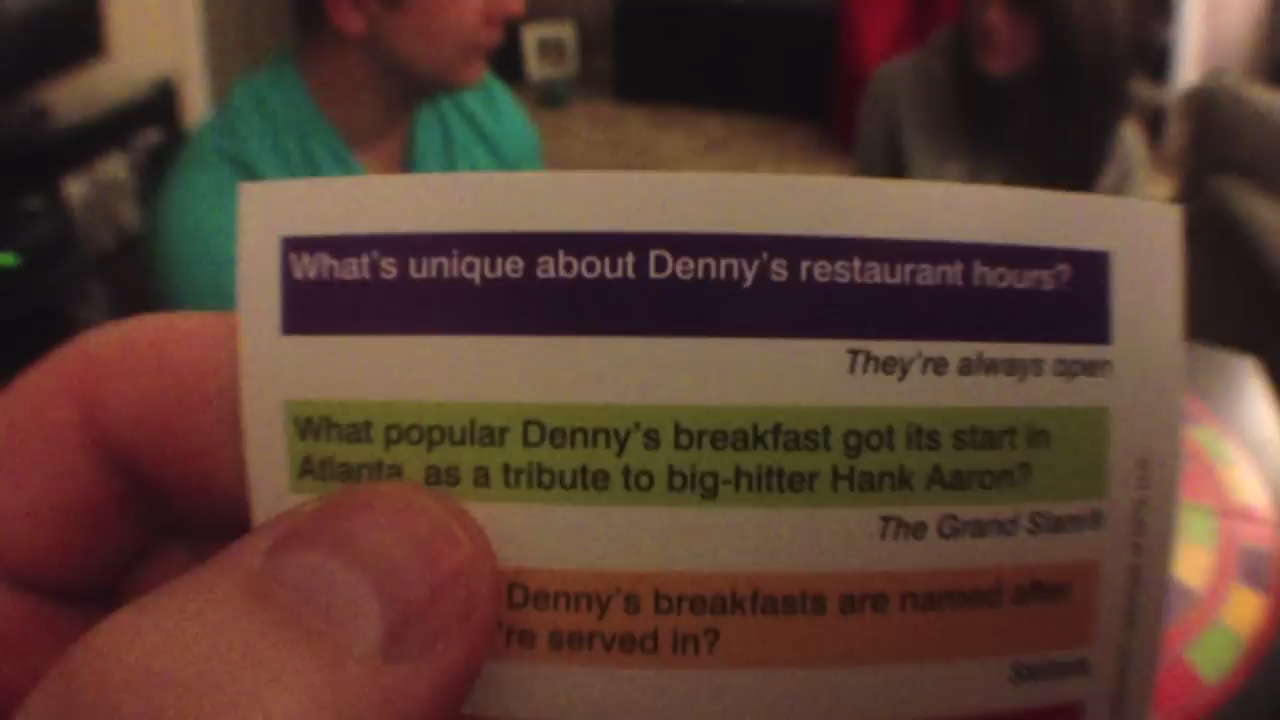 What's unique about Denny's restaurant hours?
They're always open
What popular Denny's breakfast got its start in
Atlanta, as a tribute to big-hitter Hank Aaron?
The Grand Slam®
Denny's breakfasts are named after
're served in?